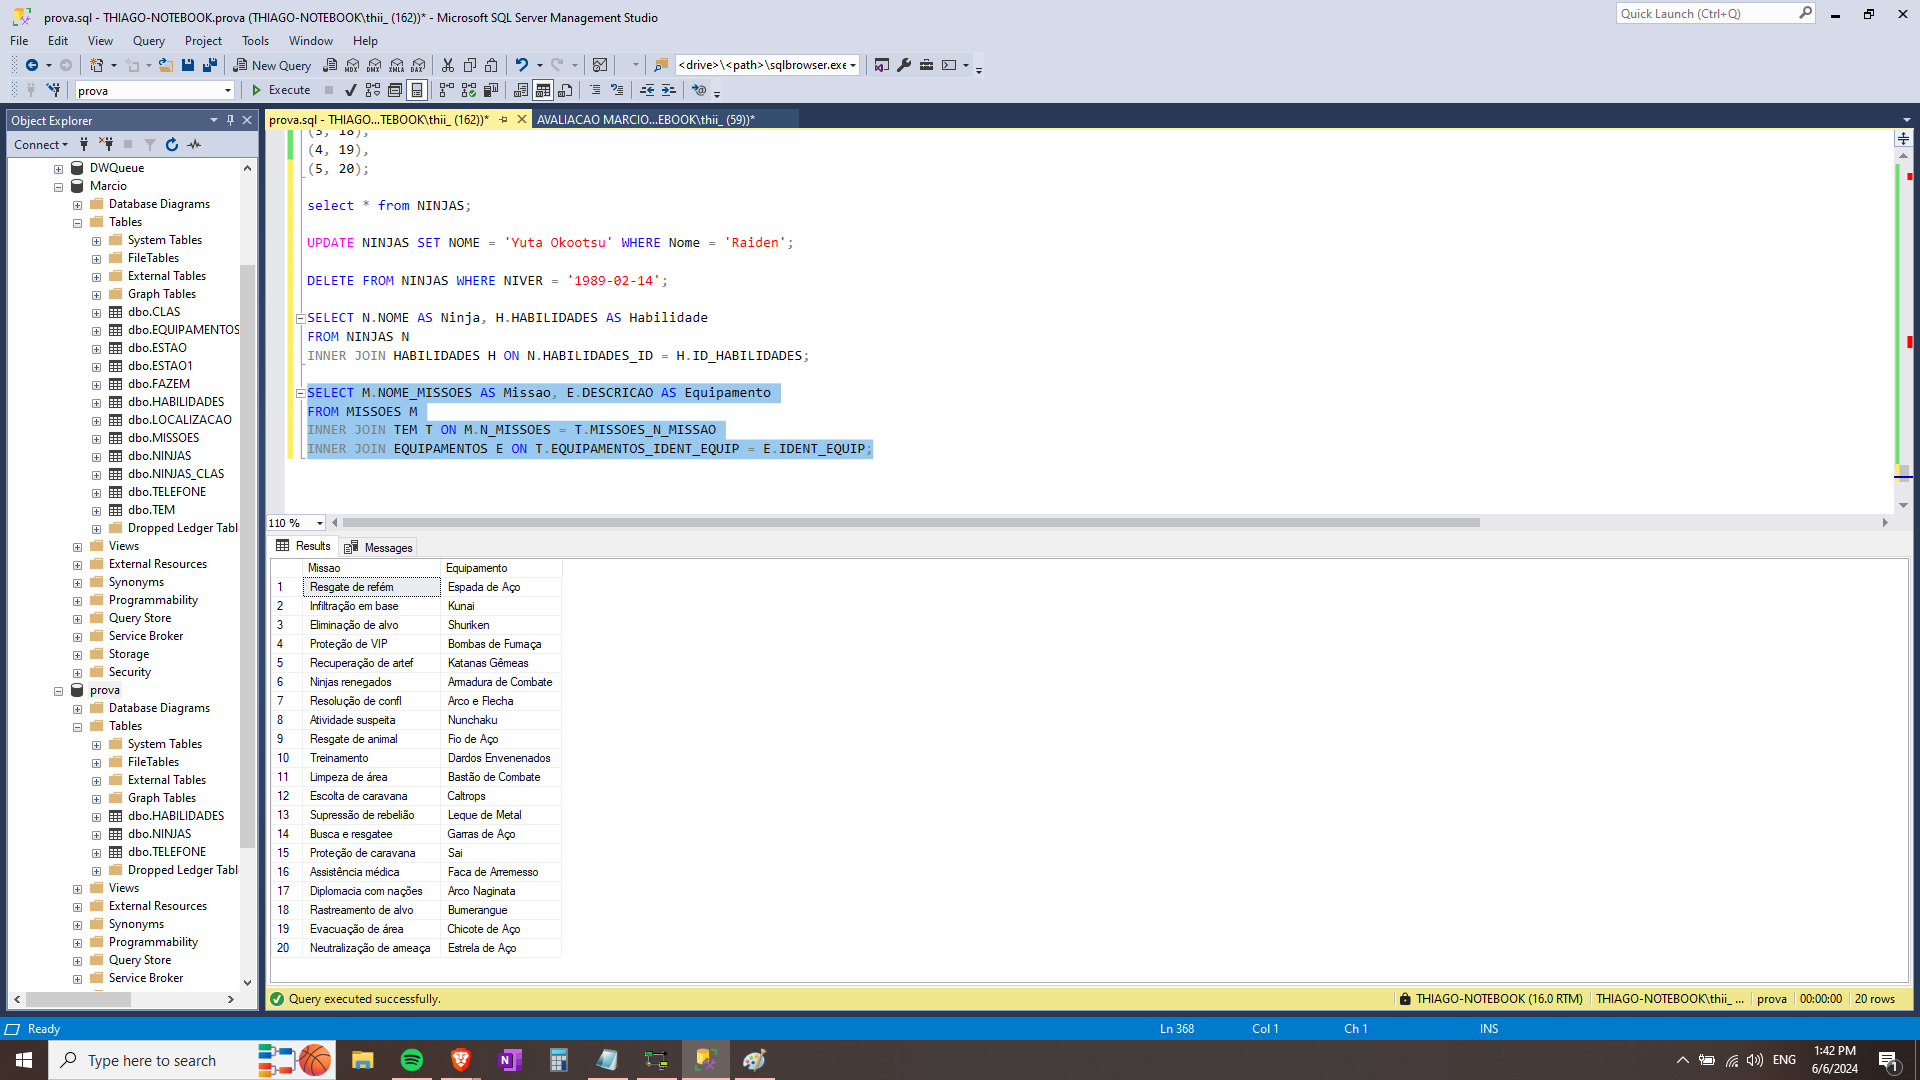 prova.sql - THIAGO-NOTEBOOK.prova (THIAGO-NOTEBOOK\thii_ (162))* - Microsoft SQL Server Management Studio
Quick Launch (Ctrl+Q)
File Edit View Query Project Tools Window Help
New Query
MDX DMX XMLA DAX
<drive>\<path>\sqlbrowser.exe
prova
Execute
Object Explorer
Connect
DWQueue
Marcio
Database Diagrams
Tables
System Tables
FileTables
External Tables
Graph Tables
dbo.CLAS
dbo.EQUIPAMENTOS
dbo.ESTAO
dbo.ESTAO1
dbo.FAZEM
dbo.HABILIDADES
dbo.LOCALIZACAO
dbo.MISSOES
dbo.NINJAS
dbo.NINJAS_CLAS
dbo.TELEFONE
dbo.TEM
Dropped Ledger Tabl
Views
External Resources
Synonyms
Programmability
Query Store
Service Broker
Storage
Security
prova
Database Diagrams
Tables
System Tables
FileTables
External Tables
Graph Tables
dbo.HABILIDADES
dbo.NINJAS
dbo.TELEFONE
Dropped Ledger Tabl
Views
External Resources
Synonyms
Programmability
Query Store
Service Broker
prova.sql - THIAGO...TEBOOK\thii_ (162))*
AVALIACAO MARCIO...EBOOK\thii_ (59))*
(3, 18),
(4, 19),
(5, 20);
select * from NINJAS;
UPDATE NINJAS SET NOME = 'Yuta Okootsu' WHERE Nome = 'Raiden';
DELETE FROM NINJAS WHERE NIVER = '1989-02-14';
SELECT N.NOME AS Ninja, H.HABILIDADES AS Habilidade
FROM NINJAS N
INNER JOIN HABILIDADES H ON N.HABILIDADES_ID = H.ID_HABILIDADES;
SELECT M.NOME_MISSOES AS Missao, E.DESCRICAO AS Equipamento
FROM MISSOES M
INNER JOIN TEM T ON M.N_MISSOES = T.MISSOES_N_MISSAO
INNER JOIN EQUIPAMENTOS E ON T.EQUIPAMENTOS_IDENT_EQUIP = E.IDENT_EQUIP;
110 %
Results Messages
Missao Equipamento
1 Resgate de refém Espada de Aço
2 Infiltração em base Kunai
3 Eliminação de alvo Shuriken
4 Proteção de VIP Bombas de Fumaça
5 Recuperação de artef Katanas Gêmeas
6 Ninjas renegados Armadura de Combate
7 Resolução de confl Arco e Flecha
8 Atividade suspeita Nunchaku
9 Resgate de animal Fio de Aço
10 Treinamento Dardos Envenenados
11 Limpeza de área Bastão de Combate
12 Escolta de caravana Caltrops
13 Supressão de rebelião Leque de Metal
14 Busca e resgatee Garras de Aço
15 Proteção de caravana Sai
16 Assistência médica Faca de Arremesso
17 Diplomacia com nações Arco Naginata
18 Rastreamento de alvo Bumerangue
19 Evacuação de área Chicote de Aço
20 Neutralização de ameaça Estrela de Aço
Query executed successfully.
THIAGO-NOTEBOOK (16.0 RTM) THIAGO-NOTEBOOK\thii_ ... prova 00:00:00 20 rows
Ready
Ln 368 Col 1 Ch 1 INS
Type here to search
ENG
1:42 PM
6/6/2024
1